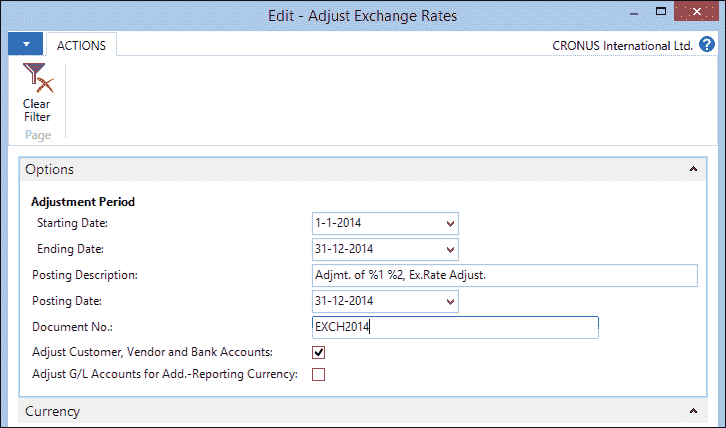 Edit - Adjust Exchange Rates
ACTIONS
CRONUS International Ltd. ?
Clear
Filter
Page
Options
Adjustment Period
Starting Date: 1-1-2014
Ending Date: 31-12-2014
Posting Description: Adjmt. of %1 %2, Ex.Rate Adjust.
Posting Date: 31-12-2014
Document No.: EXCH2014
Adjust Customer, Vendor and Bank Accounts:
Adjust G/L Accounts for Add.-Reporting Currency:
Currency